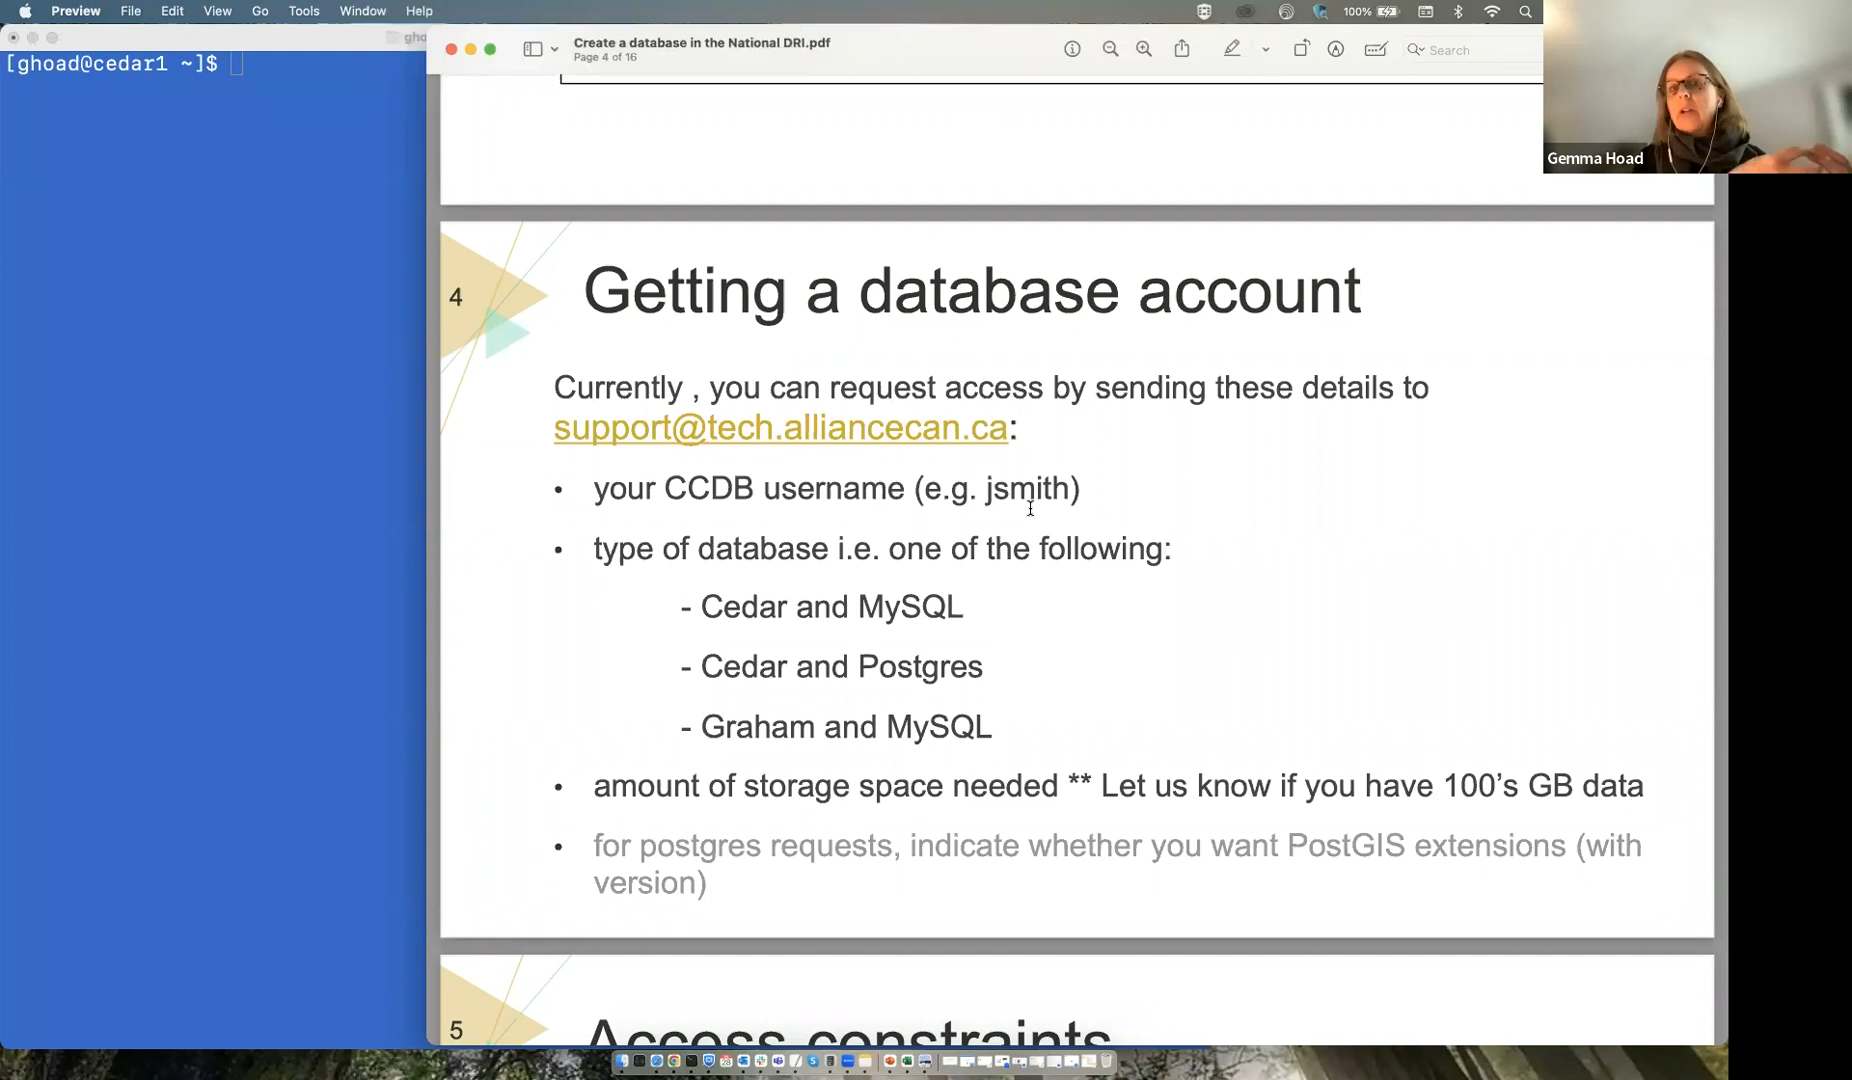 Preview File Edit View Go Tools Window Help
100%
[ghoad@cedar1 ~]$
Create a database in the National DRI.pdf
Page 4 of 16
Search
Gemma Hoad
4
Getting a database account
Currently , you can request access by sending these details to
support@tech.alliancecan.ca:
• your CCDB username (e.g. jsmith)
• type of database i.e. one of the following:
- Cedar and MySQL
- Cedar and Postgres
- Graham and MySQL
• amount of storage space needed ** Let us know if you have 100’s GB data
• for postgres requests, indicate whether you want PostGIS extensions (with
version)
5
Access constraints